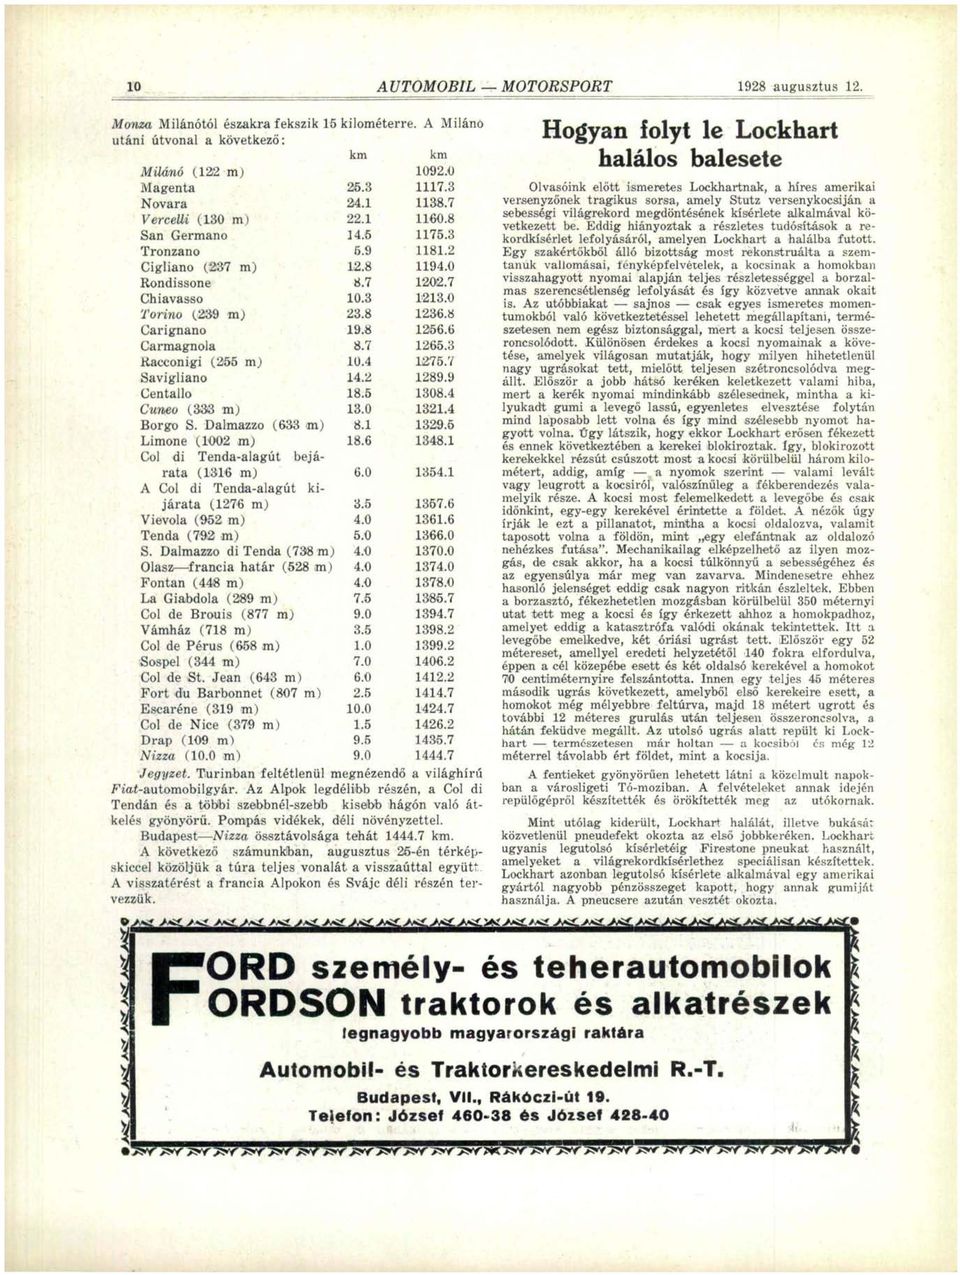 10 AUTOMOBIL — MOTORSPORT 1928 augusztus 12.
Monza Milánótól északra fekszik 15 kilométerre. A Miláno
utáni útvonal a következő:
km km
Milánó (122 m) 1092.0
Magenta 25.3 1117.3
Novara 24.1 1138.7
Vercelli (130 m) 22.1 1160.8
San Germano 14.5 1175.3
Tronzano 5.9 1181.2
Cigliano (237 m) 12.8 1194.0
Rondissone 8.7 1202.7
Chiavasso 10.3 1213.0
Torino (239 m) 23.8 1236.8
Carignano 19.8 1256.6
Carmagnola 8.7 1265.3
Racconigi (255 m) 10.4 1275.7
Savigliano 14.2 1289.9
Centallo 18.5 1308.4
Cuneo (333 m) 13.0 1321.4
Borgo S. Dalmazzo (633 m) 8.1 1329.5
Limone (1002 m) 18.6 1348.1
Col di Tenda-alagút bejá-
rata (1316 m) 6.0 1354.1
A Col di Tenda-alagút ki-
járata (1276 m) 3.5 1357.6
Vievola (952 m) 4.0 1361.6
Tenda (792 m) 5.0 1366.0
S. Dalmazzo di Tenda (738 m) 4.0 1370.0
Olasz—francia határ (528 m) 4.0 1374.0
Fontan (448 m) 4.0 1378.0
La Giabdola (289 m) 7.5 1385.7
Col de Brouis (877 m) 9.0 1394.7
Vámház (718 m) 3.5 1398.2
Col de Pérus (658 m) 1.0 1399.2
Sospel (344 m) 7.0 1406.2
Col de St. Jean (643 m) 6.0 1412.2
Fort du Barbonnet (807 m) 2.5 1414.7
Escaréne (319 m) 10.0 1424.7
Col de Nice (379 m) 1.5 1426.2
Drap (109 m) 9.5 1435.7
Nizza (10.0 m) 9.0 1444.7
Jegyzet. Turinban feltétlenül megnézendő a világhírű
Fiat-automobilgyár. Az Alpok legdélibb részén, a Col di
Tendán és a többi szebbnél-szebb kisebb hágón való át-
kelés gyönyörű. Pompás vidékek, déli növényzettel.
Budapest—Nizza össztávolsága tehát 1444.7 km.
A következő számunkban, augusztus 25-én térkép-
skiccel közöljük a túra teljes vonalát a visszaúttal együtt
A visszatérést a francia Alpokon és Svájc déli részén ter-
vezzük.
Hogyan folyt le Lockhart
halálos balesete
Olvasóink előtt ismeretes Lockhartnak, a híres amerikai
versenyzőnek tragikus sorsa, amely Stutz versenykocsiján a
sebességi világrekord megdöntésének kísérlete alkalmával kö-
vetkezett be. Eddig hiányoztak a részletes tudósítások a re-
kordkísérlet lefolyásáról, amelyen Lockhart a halálba futott.
Egy szakértőkből álló bizottság most rekonstruálta a szem-
tanuk vallomásai, fényképfelvételek, a kocsinak a homokban
visszahagyott nyomai alapján teljes részletességgel a borzal-
mas szerencsétlenség lefolyását és így közvetve annak okait
is. Az utóbbiakat — sajnos — csak egyes ismeretes momen-
tumokból való következtetéssel lehetett megállapítani, termé-
szetesen nem egész biztonsággal, mert a kocsi teljesen össze-
roncsolódott. Különösen érdekes a kocsi nyomainak a köve-
tése, amelyek világosan mutatják, hogy milyen hihetetlenül
nagy ugrásokat tett, mielőtt teljesen szétroncsolódva meg-
állt. Először a jobb hátsó keréken keletkezett valami hiba,
mert a kerék nyomai mindinkább szélesednek, mintha a ki-
lyukadt gumi a levegő lassú, egyenletes elvesztése folytán
mind laposabb lett volna és így mind szélesebb nyomot ha-
gyott volna. Úgy látszik, hogy ekkor Lockhart erősen fékezett
és ennek következtében a kerekei blokiroztak. Így, blokirozott
kerekekkel rézsút csúszott most a kocsi körülbelül három kilo-
métert, addig, amíg — a nyomok szerint — valami levált
vagy leugrott a kocsiról, valószínűleg a fékberendezés vala-
melyik része. A kocsi most felemelkedett a levegőbe és csak
időnkint, egy-egy kerekével érintette a földet. A nézők úgy
írják le ezt a pillanatot, mintha a kocsi oldalozva, valamit
taposott volna a földön, mint „egy elefántnak az oldalozó
nehézkes futása". Mechanikailag elképzelhető az ilyen moz-
gás, de csak akkor, ha a kocsi túlkönnyű a sebességéhez és
az egyensúlya már meg van zavarva. Mindenesetre ehhez
hasonló jelenséget eddig csak nagyon ritkán észleltek. Ebben
a borzasztó, fékezhetetlen mozgásban körülbelül 350 méternyi
utat tett meg a kocsi és így érkezett ahhoz a homokpadhoz,
amelyet eddig a katasztrófa valódi okának tekintettek. Itt a
levegőbe emelkedve, két óriási ugrást tett. Először egy 52
métereset, amellyel eredeti helyzetétől 140 fokra elfordulva,
éppen a cél közepébe esett és két oldalsó kerekével a homokot
70 centiméternyire felszántotta. Innen egy teljes 45 méteres
második ugrás következett, amelyből első kerekeire esett, a
homokot még mélyebbre feltúrva, majd 18 métert ugrott és
további 12 méteres gurulás után teljesen összeroncsolva, a
hátán feküdve megállt. Az utolsó ugrás alatt repült ki Lock-
hart — természetesen már holtan — a kocsiból és még 12
méterrel távolabb ért földet, mint a kocsija.
A fentieket gyönyörűen lehetett látni a közelmult napok-
ban a városligeti Tó-moziban. A felvételeket annak idején
repülőgépről készítették és örökítették meg az utókornak.
Mint utólag kiderült, Lockhart halálát, illetve bukását
közvetlenül pneudefekt okozta az első jobbkeréken. Lockhart
ugyanis legutolsó kísérletéig Firestone pneukat használt,
amelyeket a világrekordkísérlethez speciálisan készítettek.
Lockhart azonban legutolsó kísérlete alkalmával egy amerikai
gyártól nagyobb pénzösszeget kapott, hogy annak gumiját
használja. A pneucsere azután vesztét okozta.
FORD személy- és teherautomobilok
FORDSON traktorok és alkatrészek
legnagyobb magyarországi raktára
Automobil- és Traktorkereskedelmi R.-T.
Budapest, VII., Rákóczi-út 19.
Telefon: József 460-38 és József 428-40